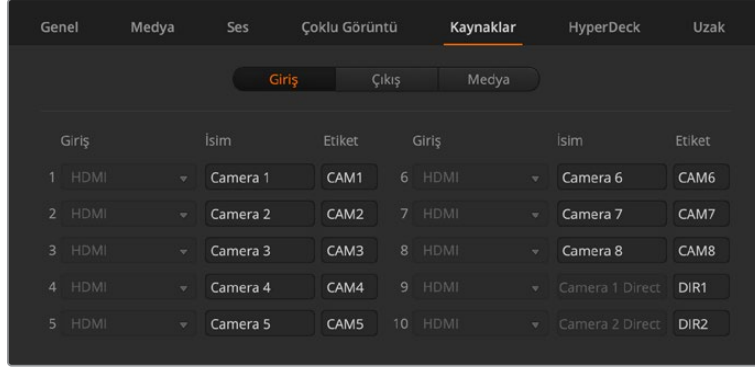 Genel Medya Ses Çoklu Görüntü Kaynaklar HyperDeck Uzak
Giriş Çıkış Medya
Giriş İsim Etiket Giriş İsim Etiket
1 HDMI Camera 1 CAM1 6 HDMI Camera 6 CAM6
2 HDMI Camera 2 CAM2 7 HDMI Camera 7 CAM7
3 HDMI Camera 3 CAM3 8 HDMI Camera 8 CAM8
4 HDMI Camera 4 CAM4 9 HDMI Camera 1 Direct DIR1
5 HDMI Camera 5 CAM5 10 HDMI Camera 2 Direct DIR2